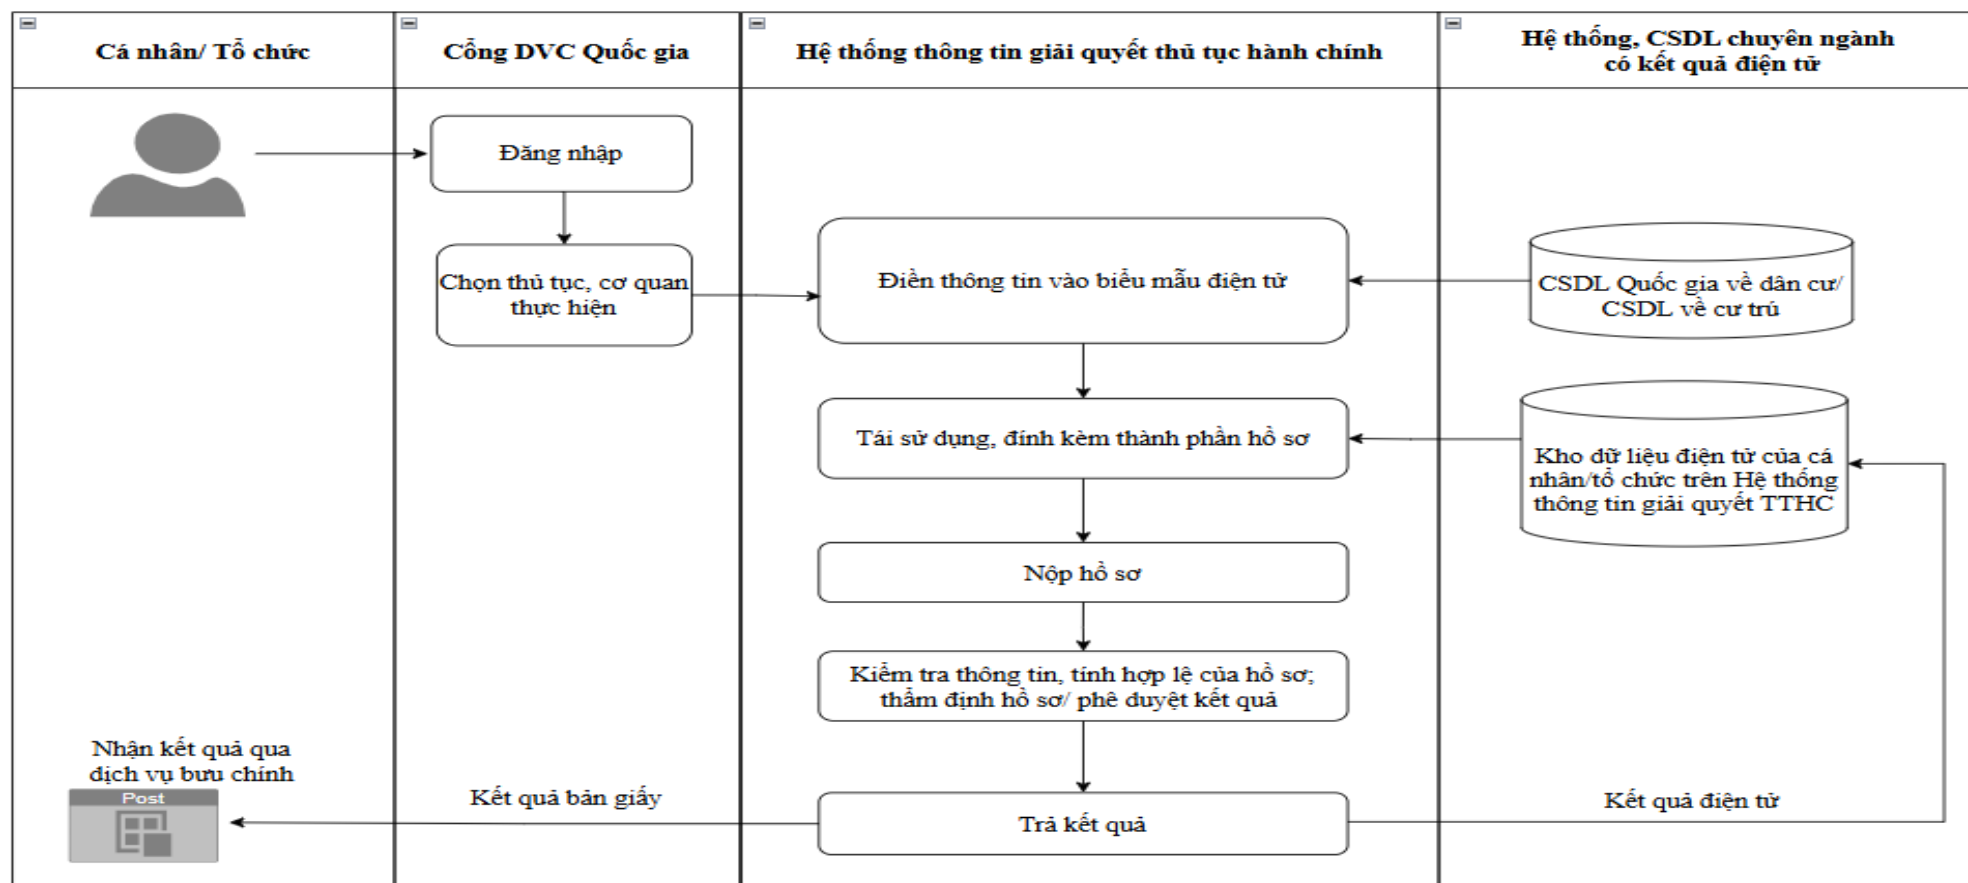 Cá nhân/ Tổ chức
Cổng DVC Quốc gia
Hệ thống thông tin giải quyết thủ tục hành chính
Hệ thống, CSDL chuyên ngành
có kết quả điện tử
Đăng nhập
Chọn thủ tục, cơ quan
thực hiện
Điền thông tin vào biểu mẫu điện tử
CSDL Quốc gia về dân cư/
CSDL về cư trú
Tái sử dụng, đính kèm thành phần hồ sơ
Kho dữ liệu điện tử của cá
nhân/tổ chức trên Hệ thống
thông tin giải quyết TTHC
Nộp hồ sơ
Kiểm tra thông tin, tính hợp lệ của hồ sơ;
thẩm định hồ sơ/ phê duyệt kết quả
Nhận kết quả qua
dịch vụ bưu chính
Post
Kết quả bản giấy
Trả kết quả
Kết quả điện tử